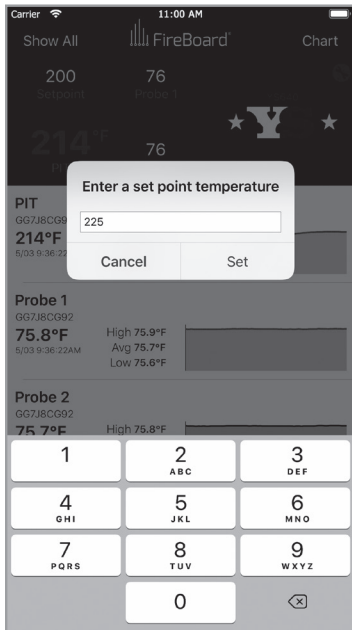 Carrier 11:00 AM
Show All FireBoard Chart
200 76
Setpoint Probe 1
214°F 76
Y
Enter a set point temperature
225
Cancel Set
PIT
GG7J8CG9
214°F
5/03 9:36:22
Probe 1
GG7J8CG92
75.8°F
5/03 9:36:22AM
High 75.9°F
Avg 75.7°F
Low 75.6°F
Probe 2
GG7J8CG92
75.7°F High 75.8°F
1 2 3
ABC DEF
4 5 6
GHI JKL MNO
7 8 9
PQRS TUV WXYZ
0